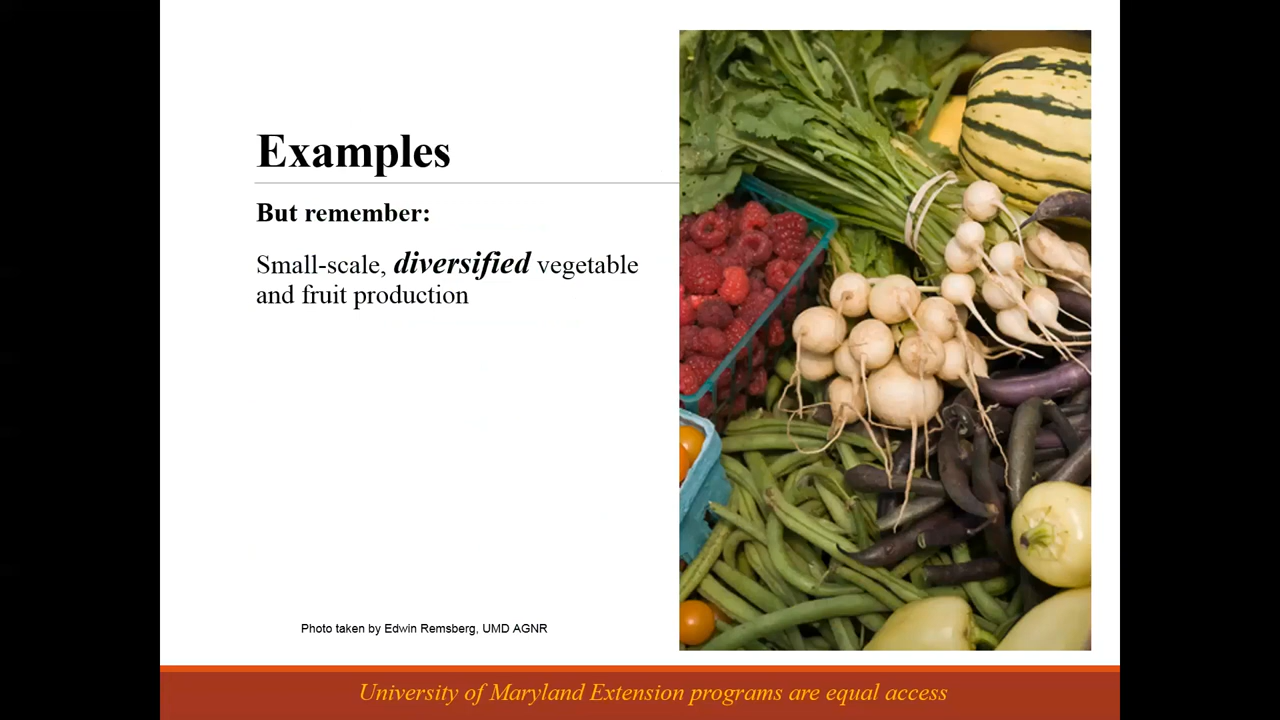 Examples
But remember:
Small-scale, diversified vegetable
and fruit production
Photo taken by Edwin Remsberg, UMD AGNR
University of Maryland Extension programs are equal access